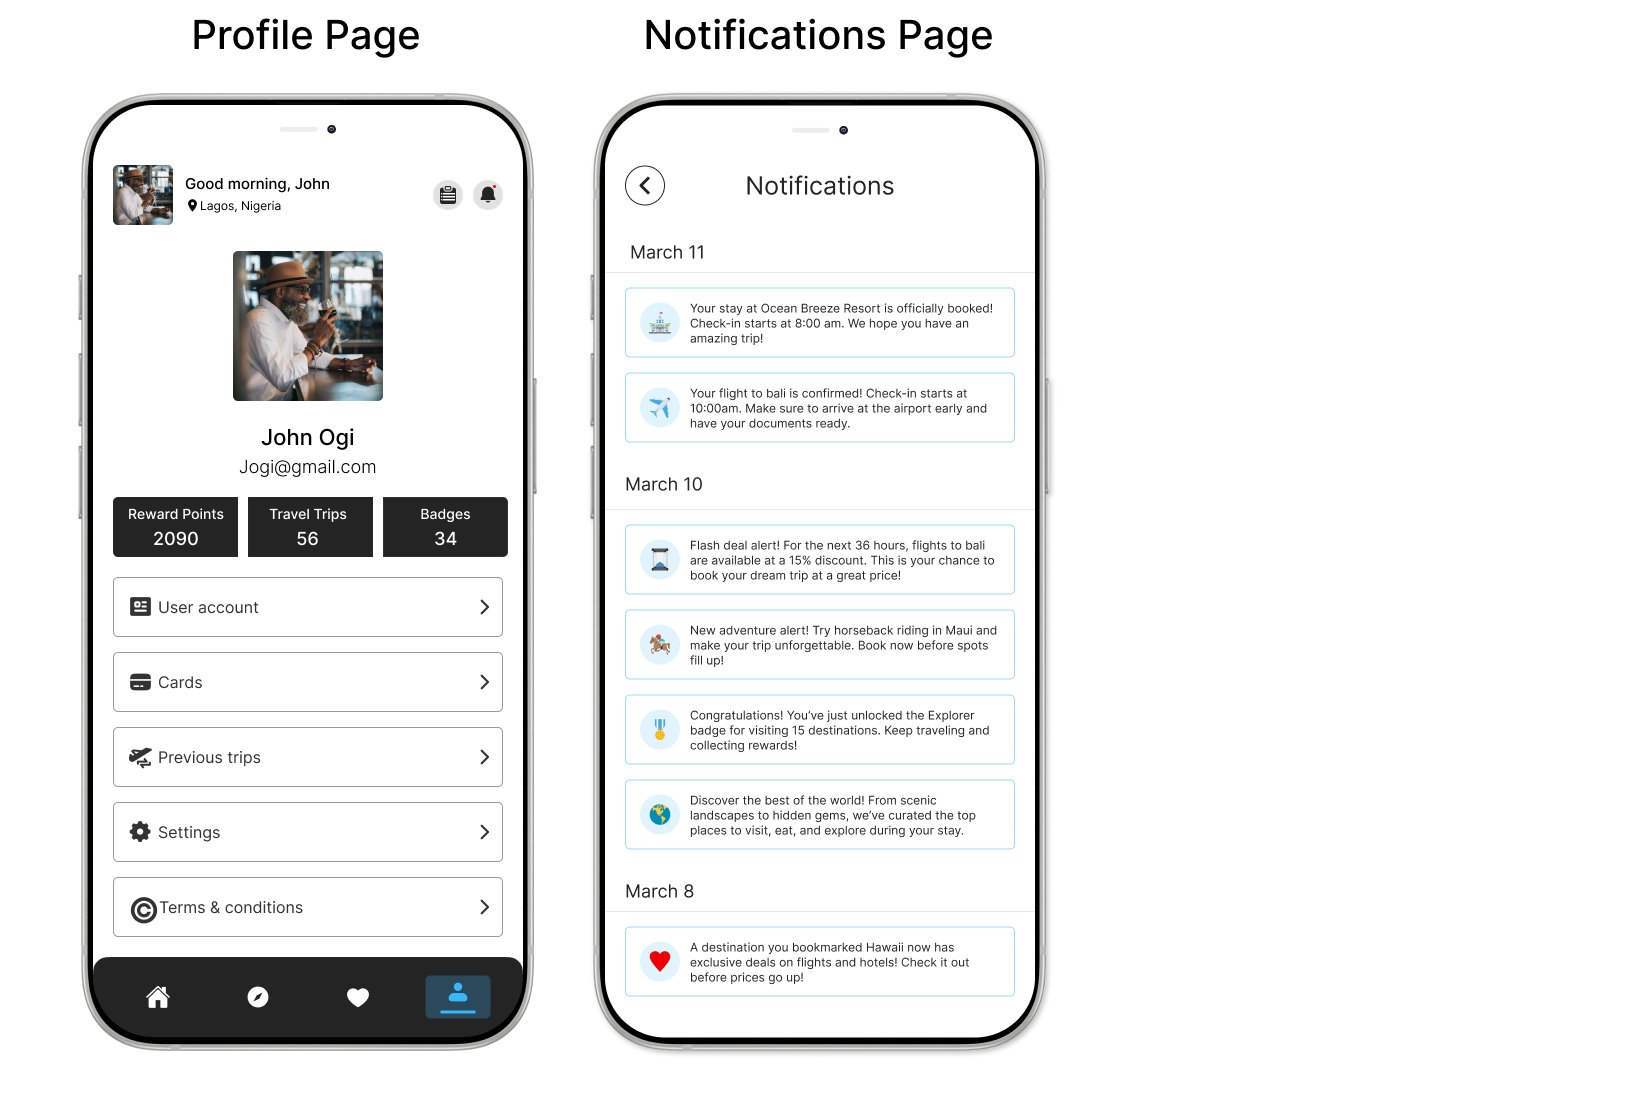 Profile Page
Good morning, John
Lagos, Nigeria
John Ogi
Jogi@gmail.com
Reward Points
2090
Travel Trips
56
Badges
34
User account
Cards
Previous trips
Settings
Terms & conditions
Notifications Page
Notifications
March 11
Your stay at Ocean Breeze Resort is officially booked!
Check-in starts at 8:00 am. We hope you have an
amazing trip!
Your flight to bali is confirmed! Check-in starts at
10:00am. Make sure to arrive at the airport early and
have your documents ready.
March 10
Flash deal alert! For the next 36 hours, flights to bali
are available at a 15% discount. This is your chance to
book your dream trip at a great price!
New adventure alert! Try horseback riding in Maui and
make your trip unforgettable. Book now before spots
fill up!
Congratulations! You’ve just unlocked the Explorer
badge for visiting 15 destinations. Keep traveling and
collecting rewards!
Discover the best of the world! From scenic
landscapes to hidden gems, we’ve curated the top
places to visit, eat, and explore during your stay.
March 8
A destination you bookmarked Hawaii now has
exclusive deals on flights and hotels! Check it out
before prices go up!